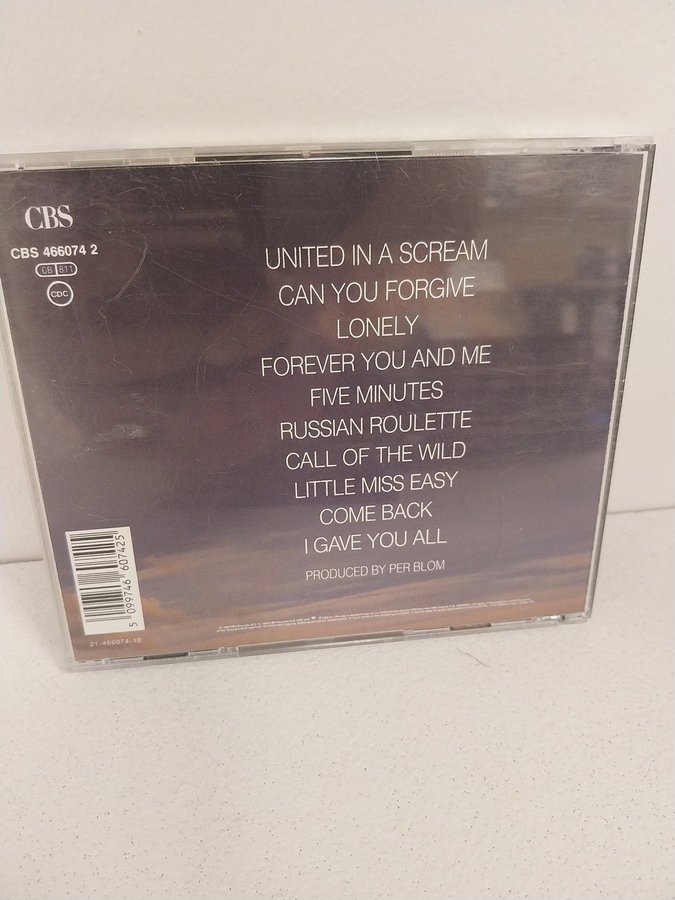 CBS
CBS 466074 2
CB 811
CDC
UNITED IN A SCREAM
CAN YOU FORGIVE
LONELY
FOREVER YOU AND ME
FIVE MINUTES
RUSSIAN ROULETTE
CALL OF THE WILD
LITTLE MISS EASY
COME BACK
I GAVE YOU ALL
PRODUCED BY PER BLOM
5 099746 607425
21-466074-10